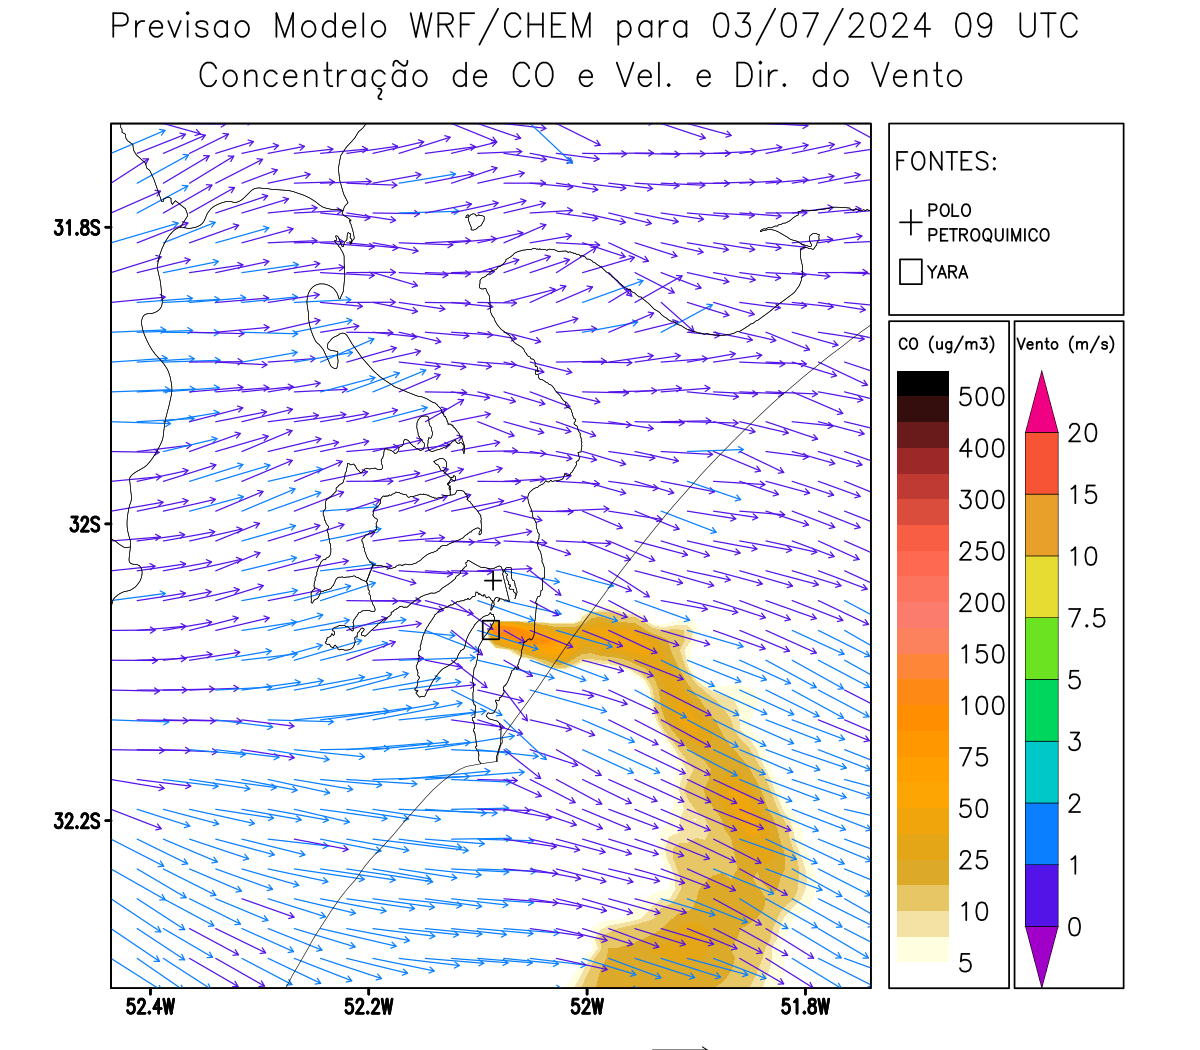 Previsao Modelo WRF/CHEM para 03/07/2024 09 UTC
Concentração de CO e Vel. e Dir. do Vento
FONTES:
POLO
PETROQUIMICO
YARA
CO (ug/m3)
500
400
300
250
200
150
100
75
50
25
10
5
Vento (m/s)
20
15
10
7.5
5
3
2
1
0
31.8S
32S
32.2S
52.4W
52.2W
52W
51.8W